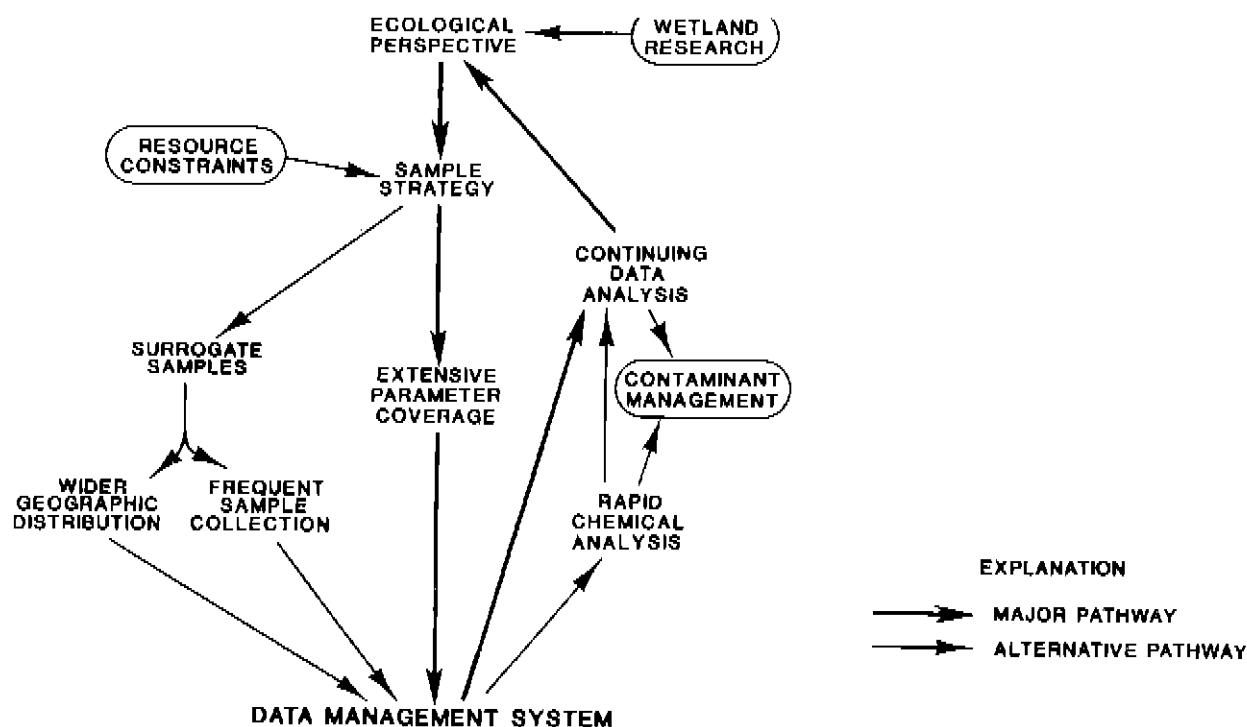 ECOLOGICAL
PERSPECTIVE
WETLAND
RESEARCH
RESOURCE
CONSTRAINTS
SAMPLE
STRATEGY
CONTINUING
DATA
ANALYSIS
SURROGATE
SAMPLES
EXTENSIVE
PARAMETER
COVERAGE
CONTAMINANT
MANAGEMENT
WIDER
GEOGRAPHIC
DISTRIBUTION
FREQUENT
SAMPLE
COLLECTION
RAPID
CHEMICAL
ANALYSIS
DATA MANAGEMENT SYSTEM
EXPLANATION
MAJOR PATHWAY
ALTERNATIVE PATHWAY